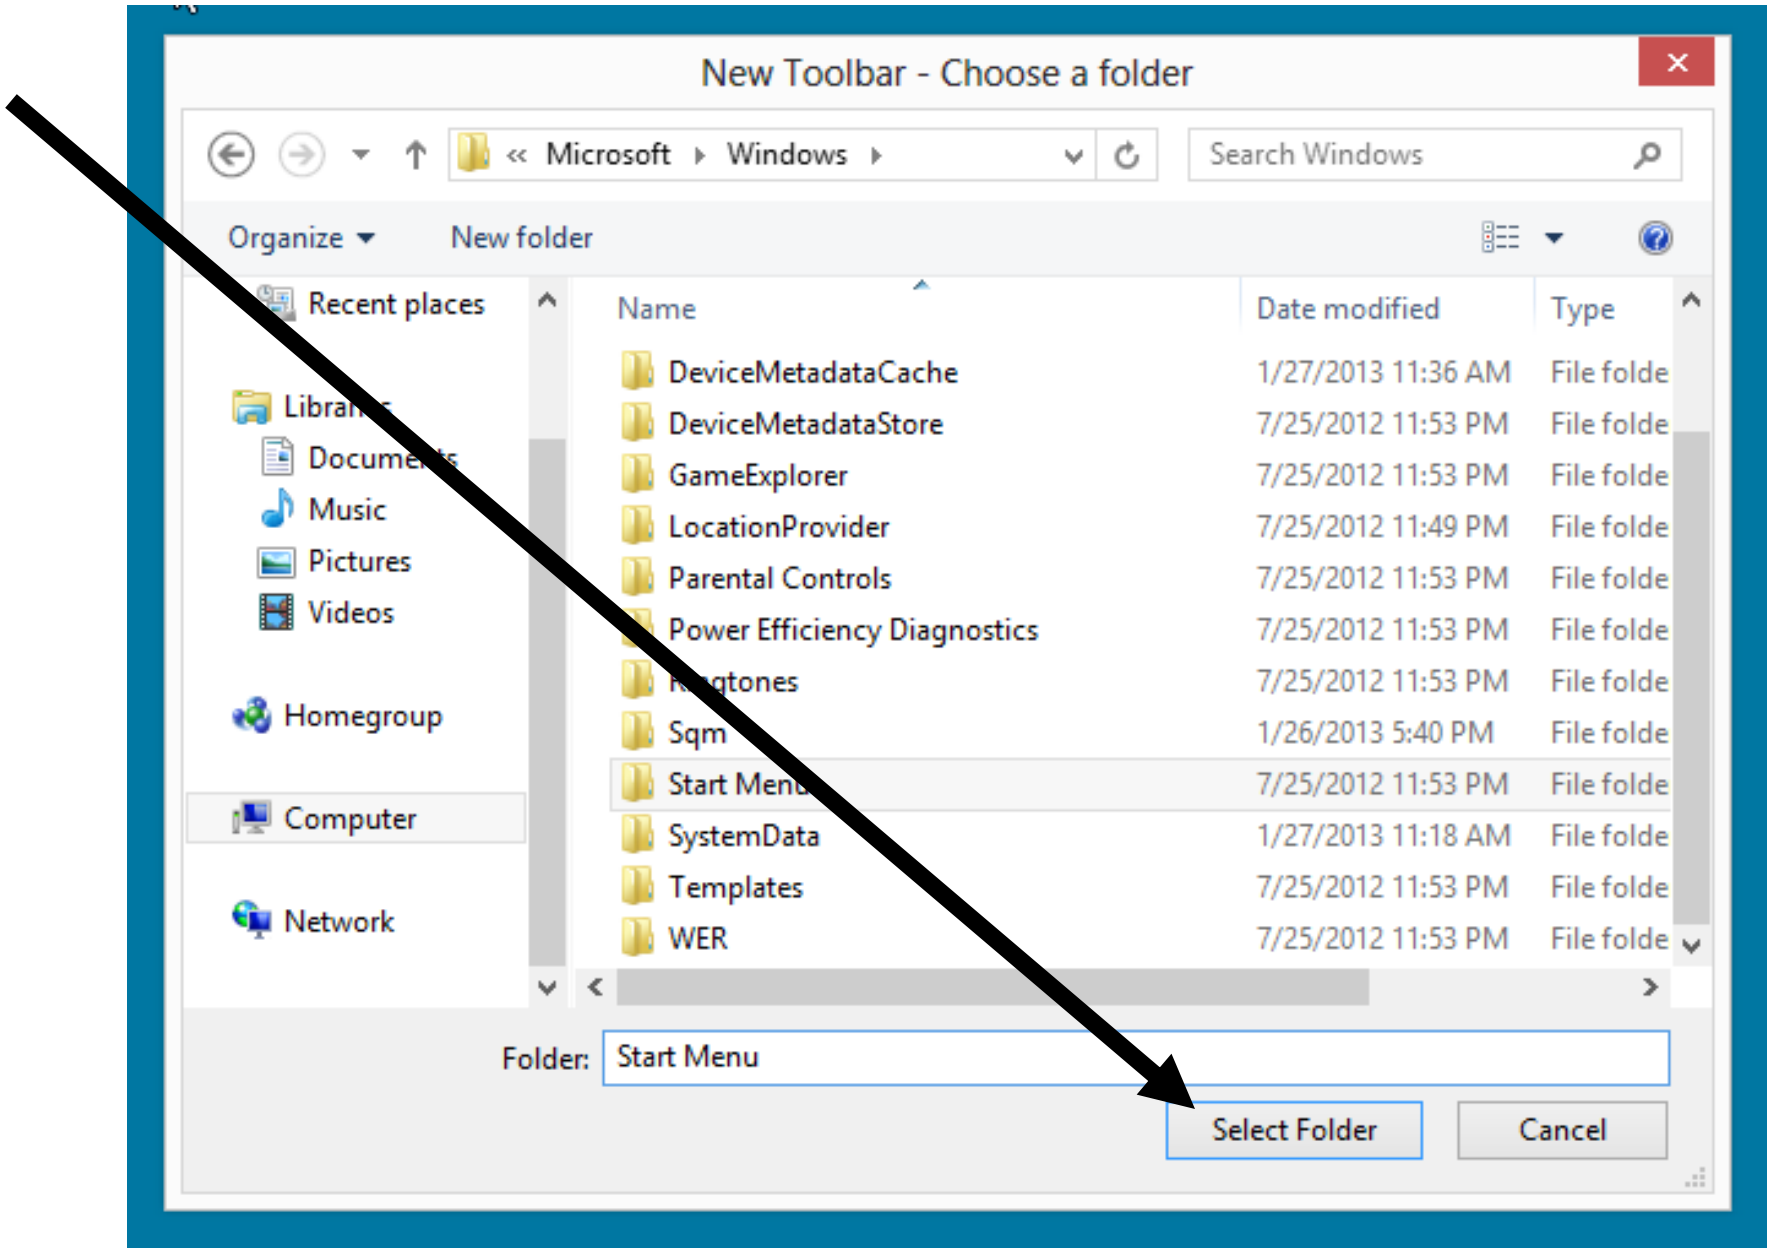 New Toolbar - Choose a folder
« Microsoft Windows
Search Windows
Organize
New folder
Recent places
Libraries
Documents
Music
Pictures
Videos
Homegroup
Computer
Network
Name Date modified Type
DeviceMetadataCache 1/27/2013 11:36 AM File folde
DeviceMetadataStore 7/25/2012 11:53 PM File folde
GameExplorer 7/25/2012 11:53 PM File folde
LocationProvider 7/25/2012 11:49 PM File folde
Parental Controls 7/25/2012 11:53 PM File folde
Power Efficiency Diagnostics 7/25/2012 11:53 PM File folde
Ringtones 7/25/2012 11:53 PM File folde
Sqm 1/26/2013 5:40 PM File folde
Start Menu 7/25/2012 11:53 PM File folde
SystemData 1/27/2013 11:18 AM File folde
Templates 7/25/2012 11:53 PM File folde
WER 7/25/2012 11:53 PM File folde
Folder: Start Menu
Select Folder Cancel